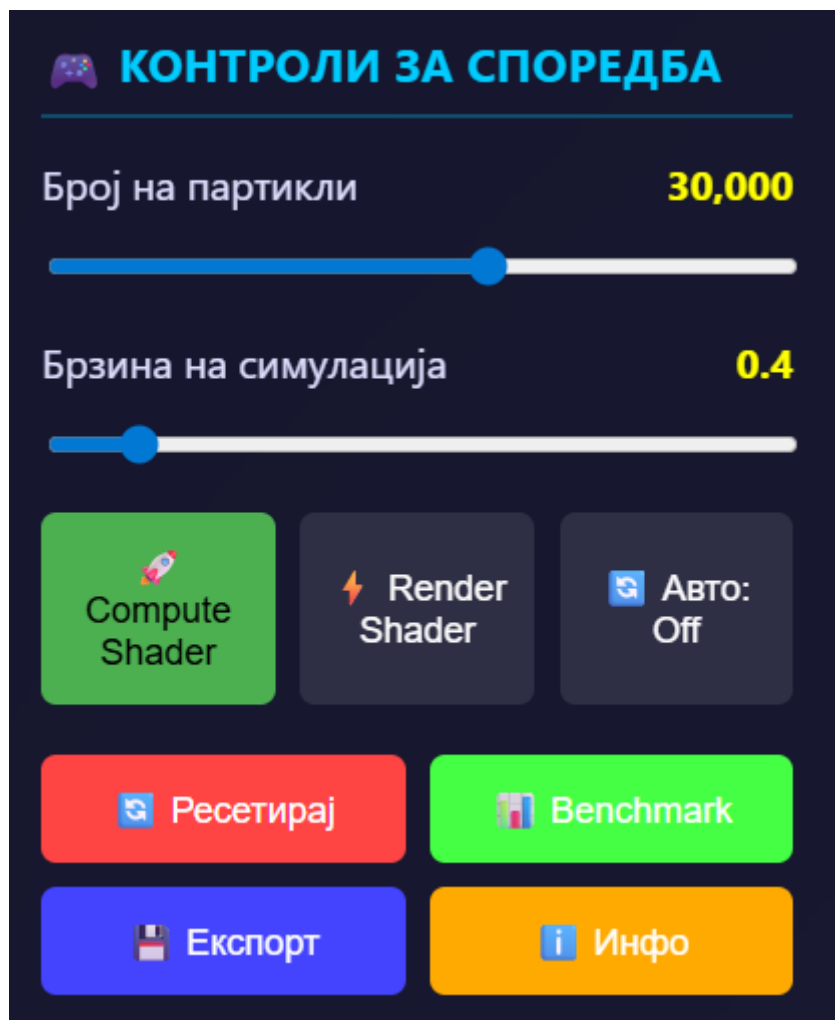 КОНТРОЛИ ЗА СПОРЕДБА
Број на партикли 30,000
Брзина на симулација 0.4
Compute
Shader
Render
Shader
Авто:
Off
Ресетирај
Benchmark
Експорт
Инфо